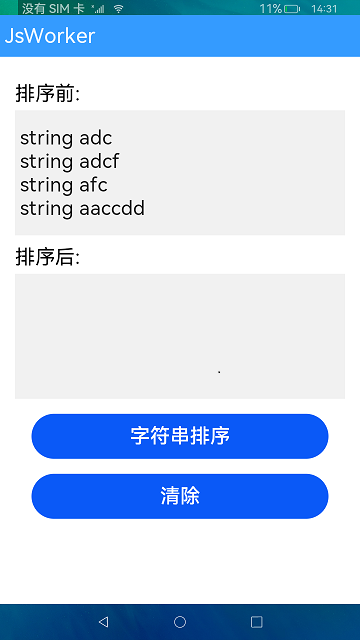 没有 SIM 卡 11% 14:31
JsWorker
排序前:
string adc
string adcf
string afc
string aaccdd
排序后:
.
字符串排序
清除